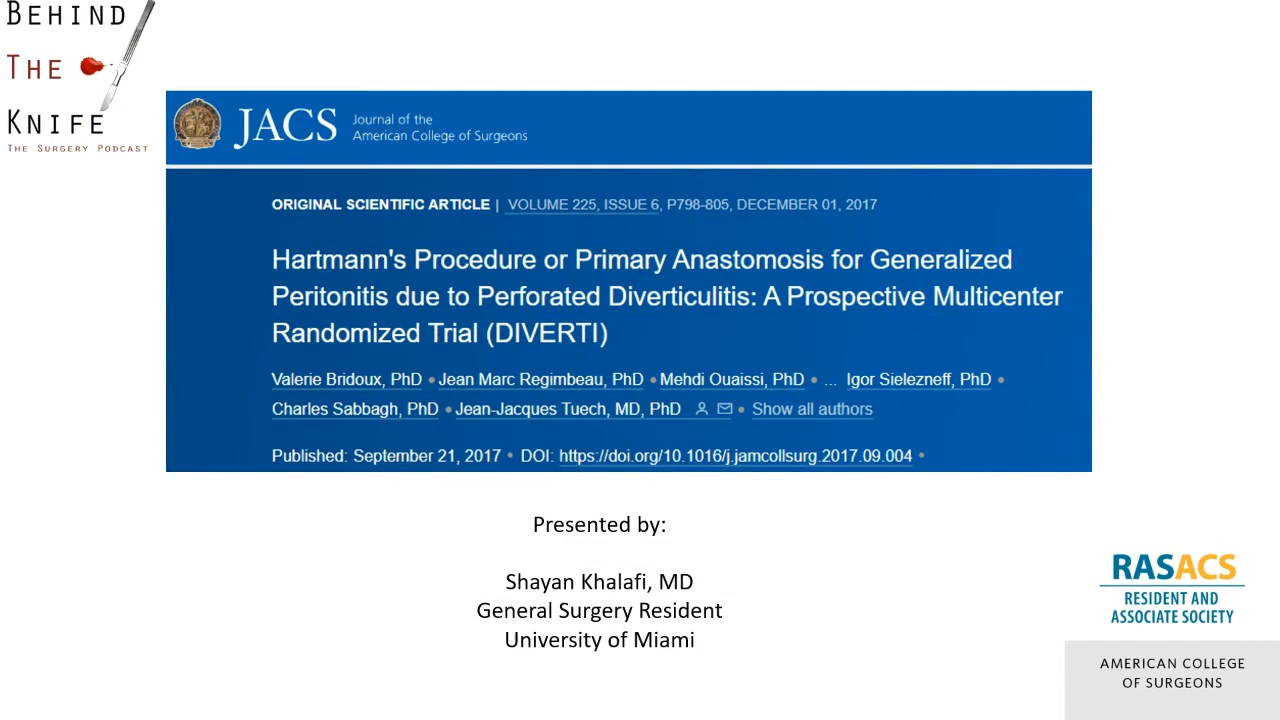 BEHIND
THE
KNIFE
THE SURGERY PODCAST
JACS
Journal of the
American College of Surgeons
ORIGINAL SCIENTIFIC ARTICLE | VOLUME 225, ISSUE 6, P798-805, DECEMBER 01, 2017
Hartmann's Procedure or Primary Anastomosis for Generalized
Peritonitis due to Perforated Diverticulitis: A Prospective Multicenter
Randomized Trial (DIVERTI)
Valerie Bridoux, PhD • Jean Marc Regimbeau, PhD • Mehdi Ouaissi, PhD • ... Igor Sielezneff, PhD •
Charles Sabbagh, PhD • Jean-Jacques Tuech, MD, PhD • Show all authors
Published: September 21, 2017 • DOI: https://doi.org/10.1016/j.jamcollsurg.2017.09.004 •
Presented by:
Shayan Khalafi, MD
General Surgery Resident
University of Miami
RASACS
RESIDENT AND
ASSOCIATE SOCIETY
AMERICAN COLLEGE
OF SURGEONS